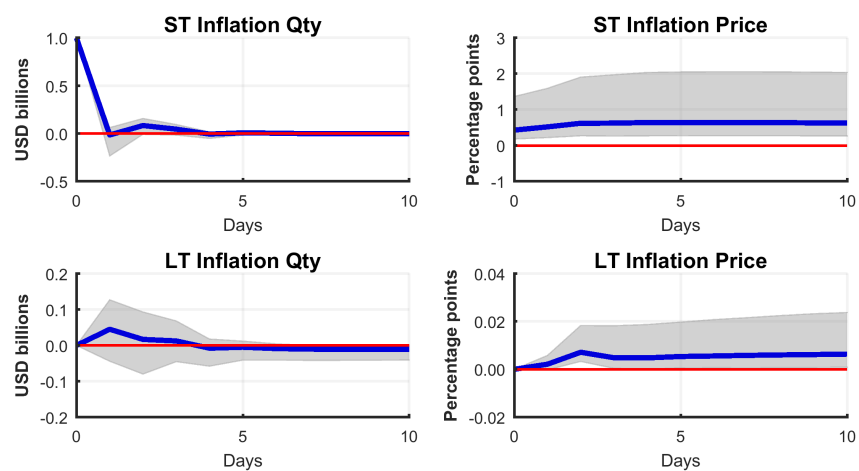 ST Inflation Qty
USD billions
1.0
0.5
0.0
-0.5
0
5
10
Days
ST Inflation Price
Percentage points
3
2
1
0
-1
0
5
10
Days
LT Inflation Qty
USD billions
0.2
0.1
0.0
-0.1
-0.2
0
5
10
Days
LT Inflation Price
Percentage points
0.04
0.02
0.00
-0.02
0
5
10
Days